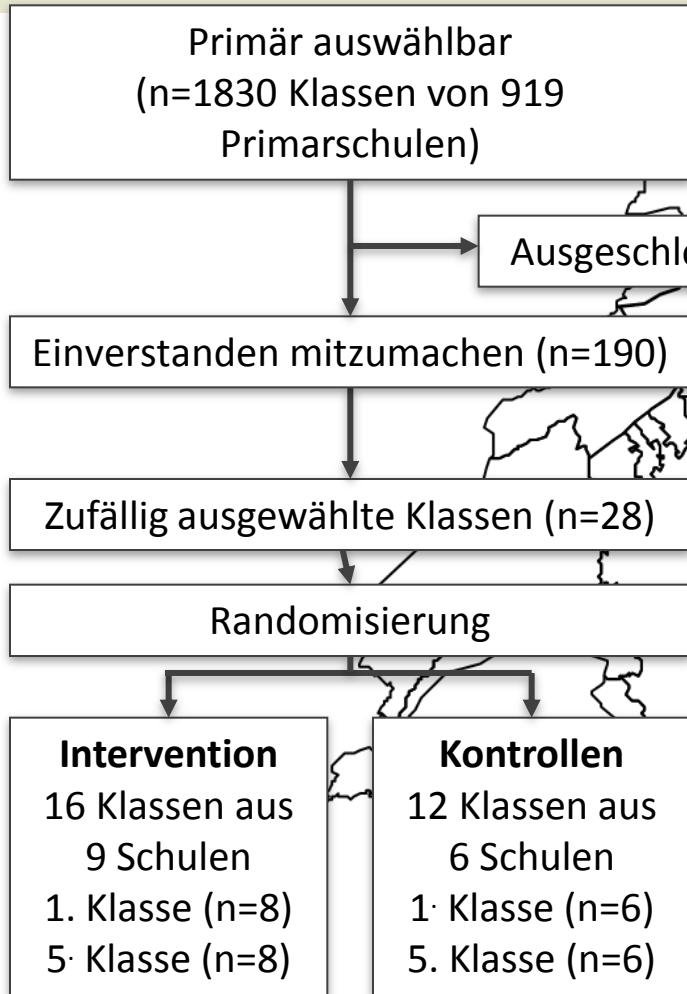 Primär auswählbar
(n=1830 Klassen von 919
Primarschulen)
Ausgeschl
Einverstanden mitzumachen (n=190)
Zufällig ausgewählte Klassen (n=28)
Randomisierung
Intervention
16 Klassen aus
9 Schulen
1. Klasse (n=8)
5. Klasse (n=8)
Kontrollen
12 Klassen aus
6 Schulen
1. Klasse (n=6)
5. Klasse (n=6)